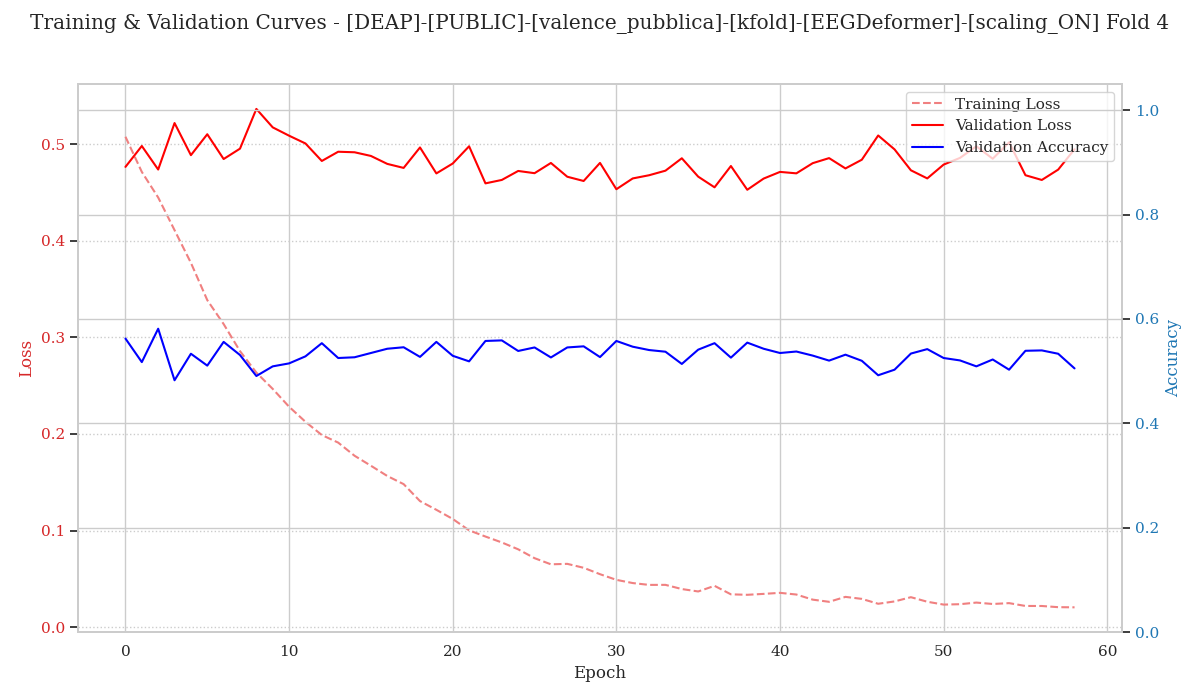 Training & Validation Curves - [DEAP]-[PUBLIC]-[valence_pubblica]-[kfold]-[EEGDeformer]-[scaling_ON] Fold 4
Training Loss
Validation Loss
Validation Accuracy
0.5
0.4
0.3
0.2
0.1
0.0
Loss
1.0
0.8
0.6
0.4
0.2
0.0
Accuracy
0 10 20 30 40 50 60
Epoch